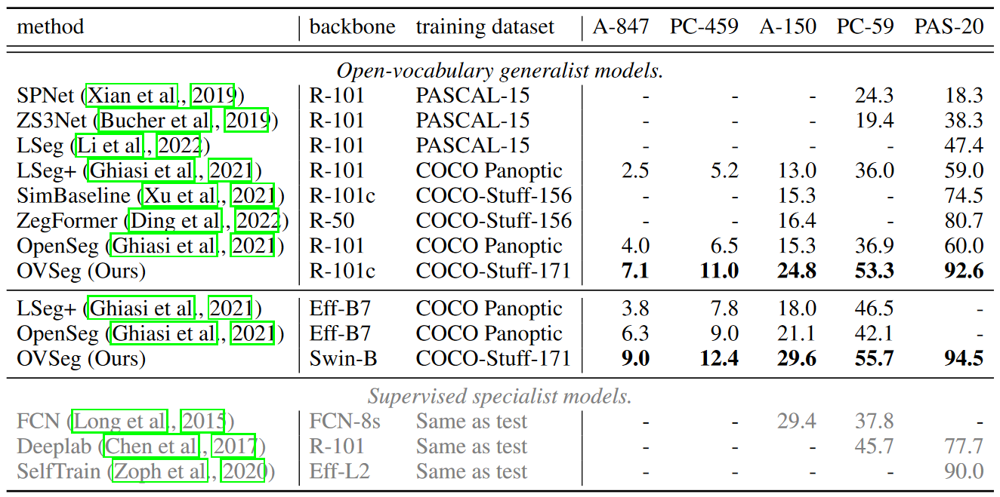 method backbone training dataset A-847 PC-459 A-150 PC-59 PAS-20
Open-vocabulary generalist models.
SPNet (Xian et al., 2019) R-101 PASCAL-15 - - - 24.3 18.3
ZS3Net (Bucher et al., 2019) R-101 PASCAL-15 - - - 19.4 38.3
LSeg (Li et al., 2022) R-101 PASCAL-15 - - - - 47.4
LSeg+ (Ghiasi et al., 2021) R-101 COCO Panoptic 2.5 5.2 13.0 36.0 59.0
SimBaseline (Xu et al., 2021) R-101c COCO-Stuff-156 - - 15.3 - 74.5
ZegFormer (Ding et al., 2022) R-50 COCO-Stuff-156 - - 16.4 - 80.7
OpenSeg (Ghiasi et al., 2021) R-101 COCO Panoptic 4.0 6.5 15.3 36.9 60.0
OVSeg (Ours) R-101c COCO-Stuff-171 7.1 11.0 24.8 53.3 92.6
LSeg+ (Ghiasi et al., 2021) Eff-B7 COCO Panoptic 3.8 7.8 18.0 46.5 -
OpenSeg (Ghiasi et al., 2021) Eff-B7 COCO Panoptic 6.3 9.0 21.1 42.1 -
OVSeg (Ours) Swin-B COCO-Stuff-171 9.0 12.4 29.6 55.7 94.5
Supervised specialist models.
FCN (Long et al., 2015) FCN-8s Same as test - - 29.4 37.8 -
Deeplab (Chen et al., 2017) R-101 Same as test - - - 45.7 77.7
SelfTrain (Zoph et al., 2020) Eff-L2 Same as test - - - - 90.0